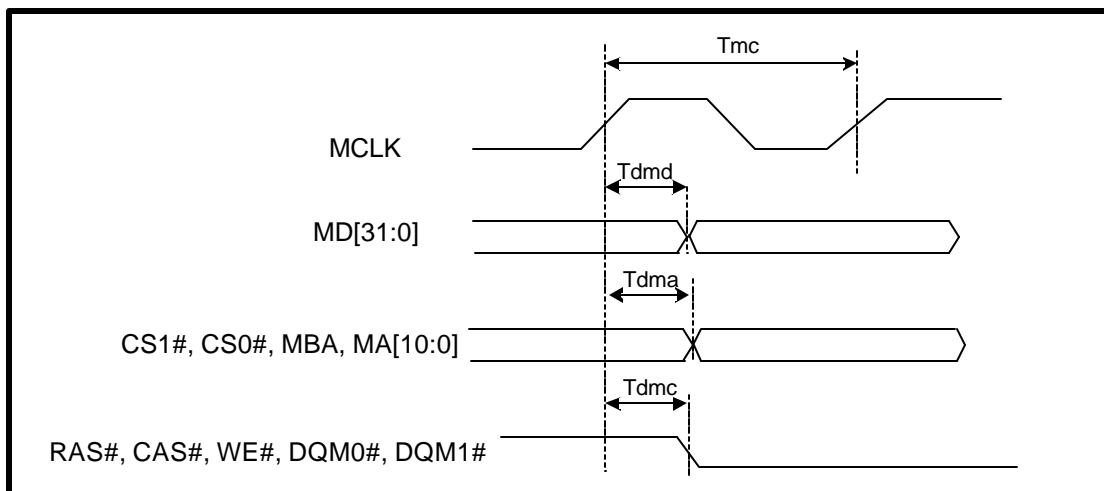 Tmc
MCLK
Tdmd
MD[31:0]
Tdma
CS1#, CS0#, MBA, MA[10:0]
Tdmc
RAS#, CAS#, WE#, DQM0#, DQM1#